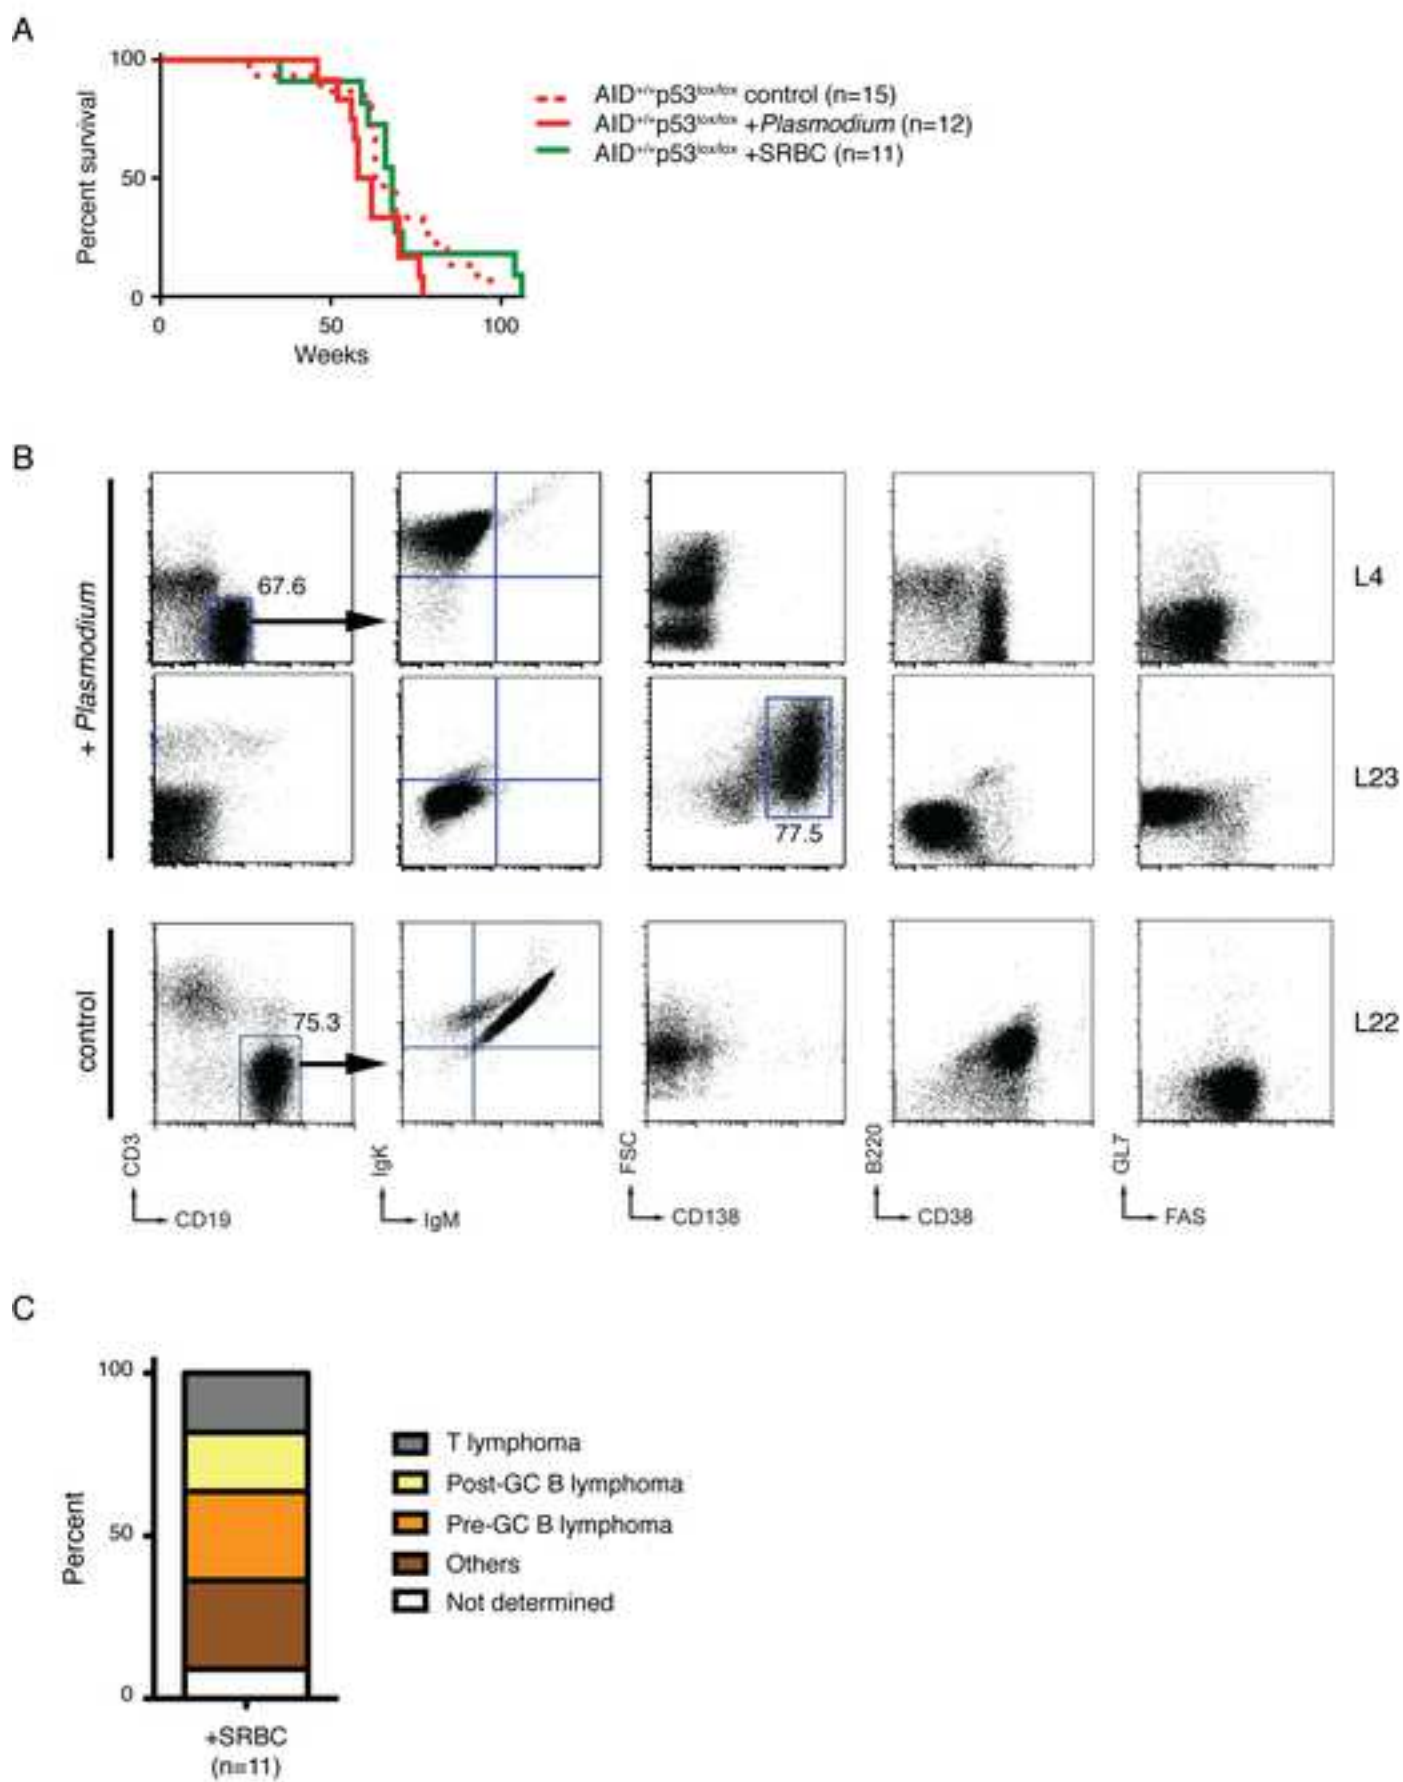 A
100
50
0
Percent survival
0
50
100
Weeks
AID+/+p53lox/lox control (n=15)
AID+/+p53lox/lox +Plasmodium (n=12)
AID+/+p53lox/lox +SRBC (n=11)
B
+ Plasmodium
67.6
L4
77.5
L23
control
75.3
L22
CD3
CD19
IgK
IgM
FSC
CD138
B220
CD38
GL7
FAS
C
100
50
0
Percent
T lymphoma
Post-GC B lymphoma
Pre-GC B lymphoma
Others
Not determined
+SRBC
(n=11)